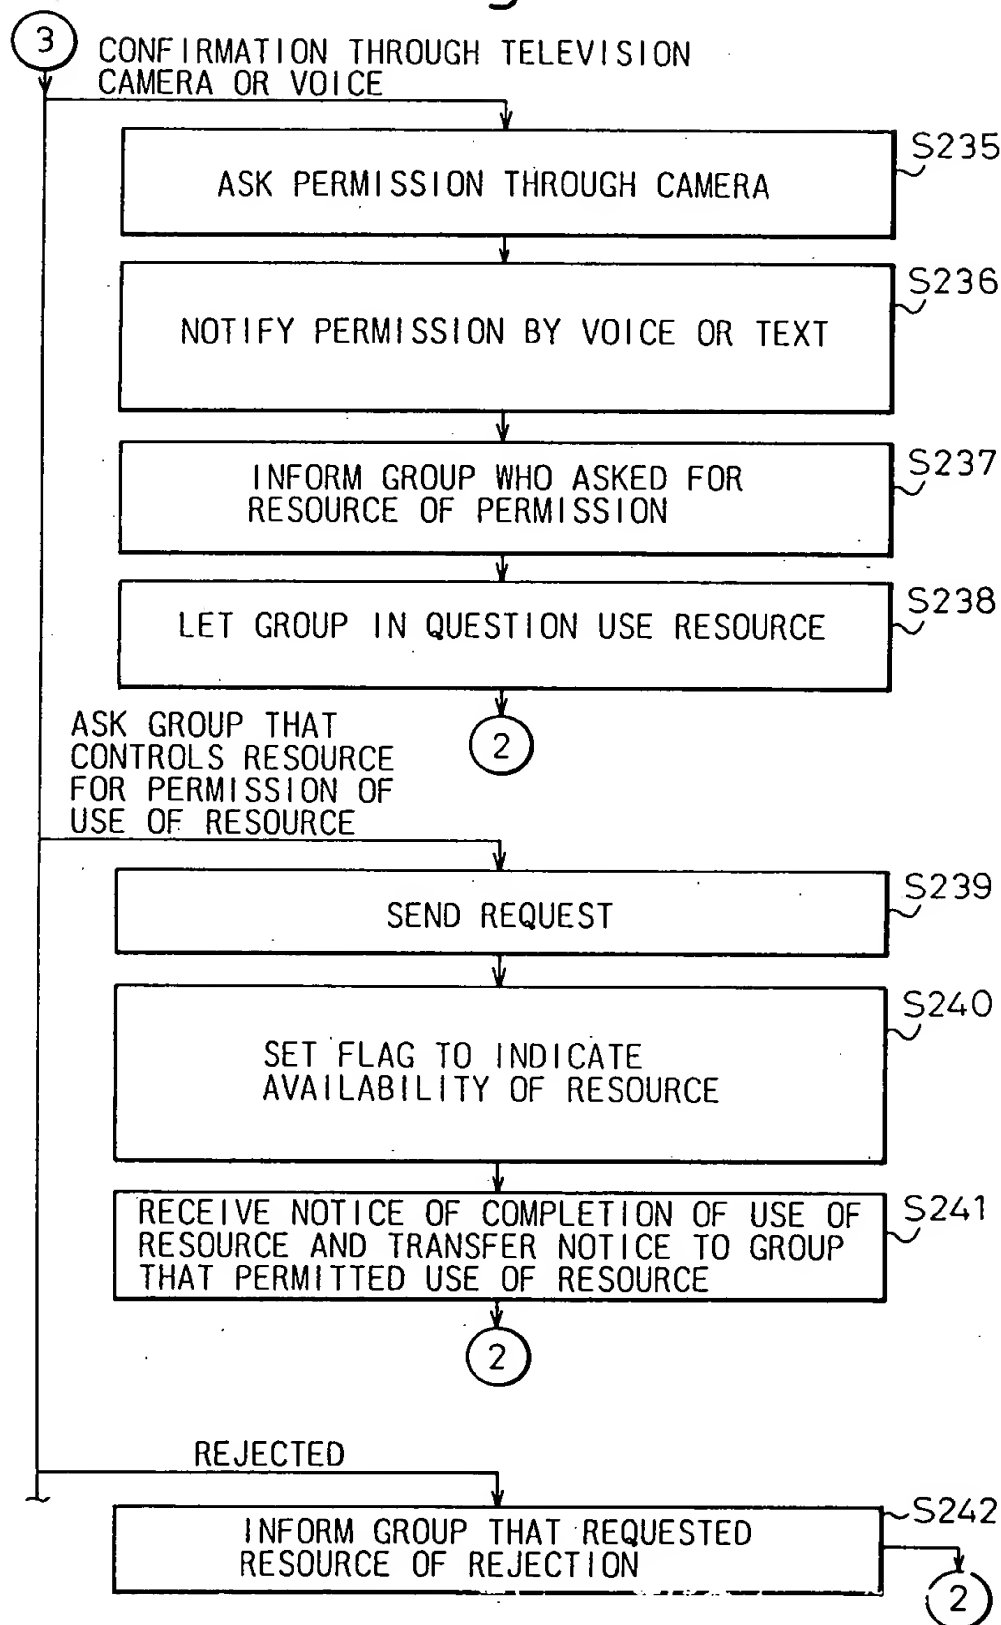 3
CONFIRMATION THROUGH TELEVISION
CAMERA OR VOICE
S235
ASK PERMISSION THROUGH CAMERA
S236
NOTIFY PERMISSION BY VOICE OR TEXT
S237
INFORM GROUP WHO ASKED FOR
RESOURCE OF PERMISSION
S238
LET GROUP IN QUESTION USE RESOURCE
2
ASK GROUP THAT
CONTROLS RESOURCE
FOR PERMISSION OF
USE OF RESOURCE
S239
SEND REQUEST
S240
SET FLAG TO INDICATE
AVAILABILITY OF RESOURCE
S241
RECEIVE NOTICE OF COMPLETION OF USE OF
RESOURCE AND TRANSFER NOTICE TO GROUP
THAT PERMITTED USE OF RESOURCE
2
REJECTED
S242
INFORM GROUP THAT REQUESTED
RESOURCE OF REJECTION
2